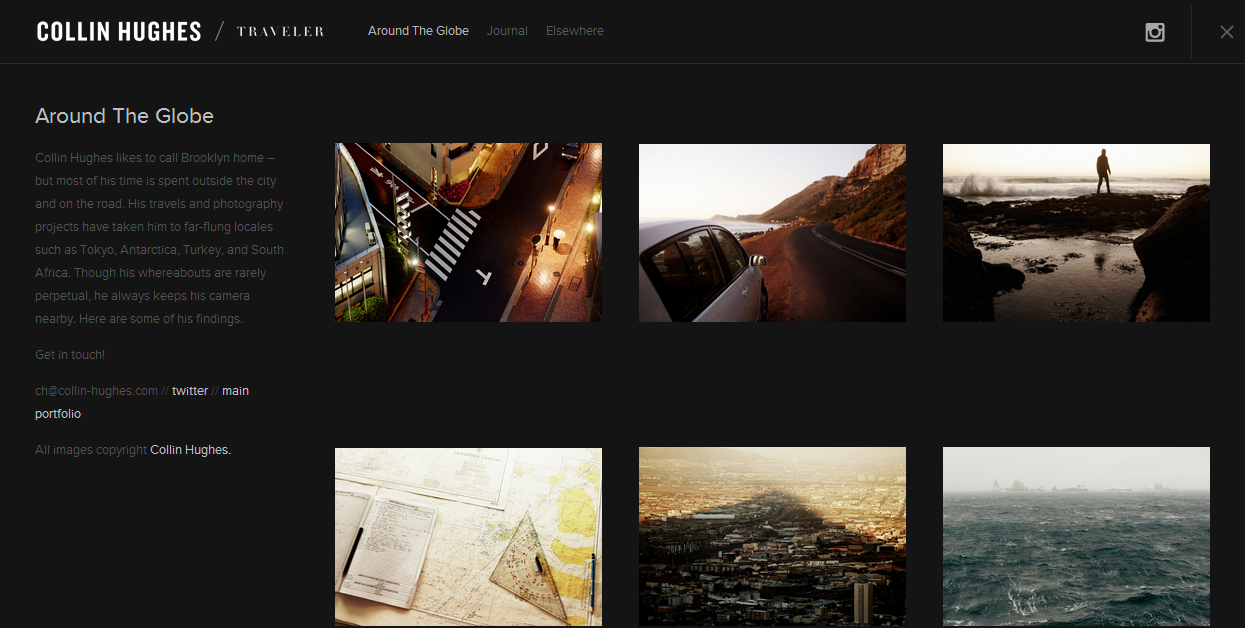 COLLIN HUGHES / TRAVELER
Around The Globe Journal Elsewhere
Around The Globe
Collin Hughes likes to call Brooklyn home –
but most of his time is spent outside the city
and on the road. His travels and photography
projects have taken him to far-flung locales
such as Tokyo, Antarctica, Turkey, and South
Africa. Though his whereabouts are rarely
perpetual, he always keeps his camera
nearby. Here are some of his findings.
Get in touch!
ch@collin-hughes.com // twitter // main
portfolio
All images copyright Collin Hughes.